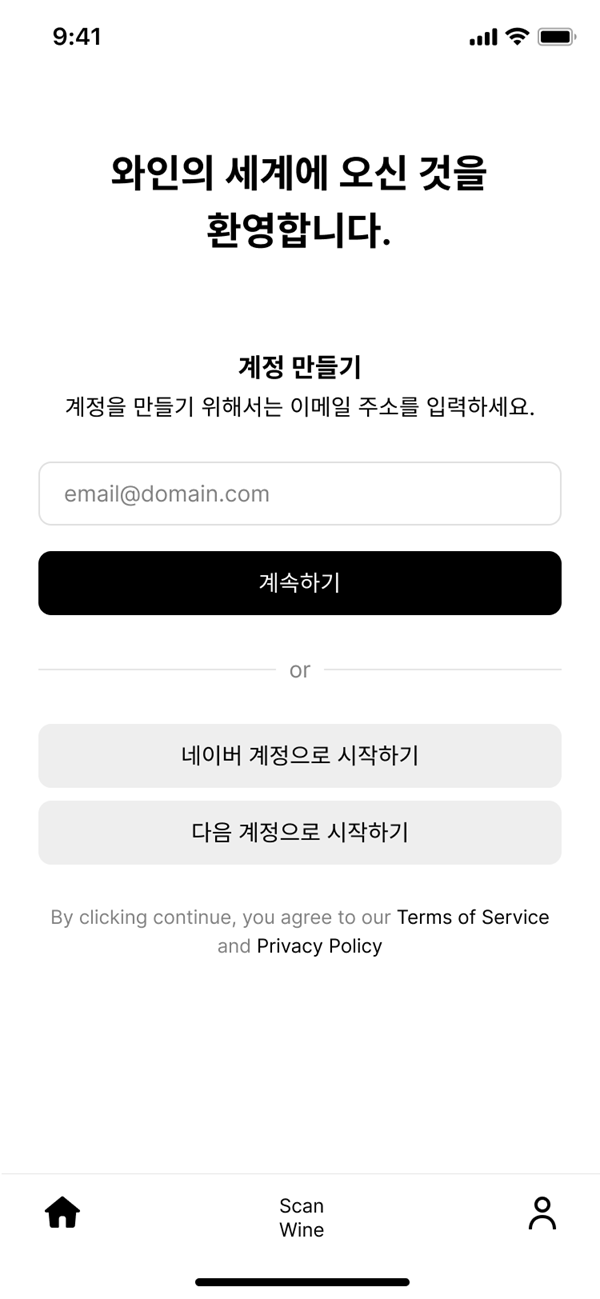 9:41
와인의 세계에 오신 것을
환영합니다.
계정 만들기
계정을 만들기 위해서는 이메일 주소를 입력하세요.
email@domain.com
계속하기
or
네이버 계정으로 시작하기
다음 계정으로 시작하기
By clicking continue, you agree to our Terms of Service
and Privacy Policy
Scan
Wine